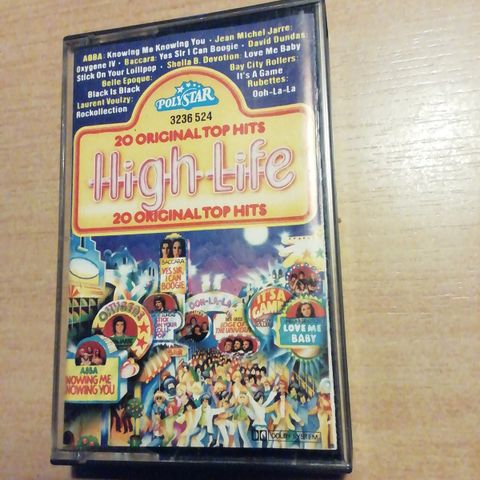 ABBA: Knowing Me Knowing You · Jean Michel Jarre:
Oxygene IV · Baccara: Yes Sir I Can Boogie · David Dundas:
Stick On Your Lollipop · Sheila B. Devotion: Love Me Baby
Belle Epoque:
Black Is Black
Laurent Voulzy:
Rockollection
Bay City Rollers:
It's A Game
Rubettes:
Ooh-La-La
POLYSTAR
3236 524
20 ORIGINAL TOP HITS
High Life
20 ORIGINAL TOP HITS
BACCARA
YES SIR,
I CAN
BOOGIE
OOH-LA-LA
IT'S A
GAME
LOVE ME
BABY
ABBA
KNOWING ME
KNOWING YOU
DOLBY SYSTEM